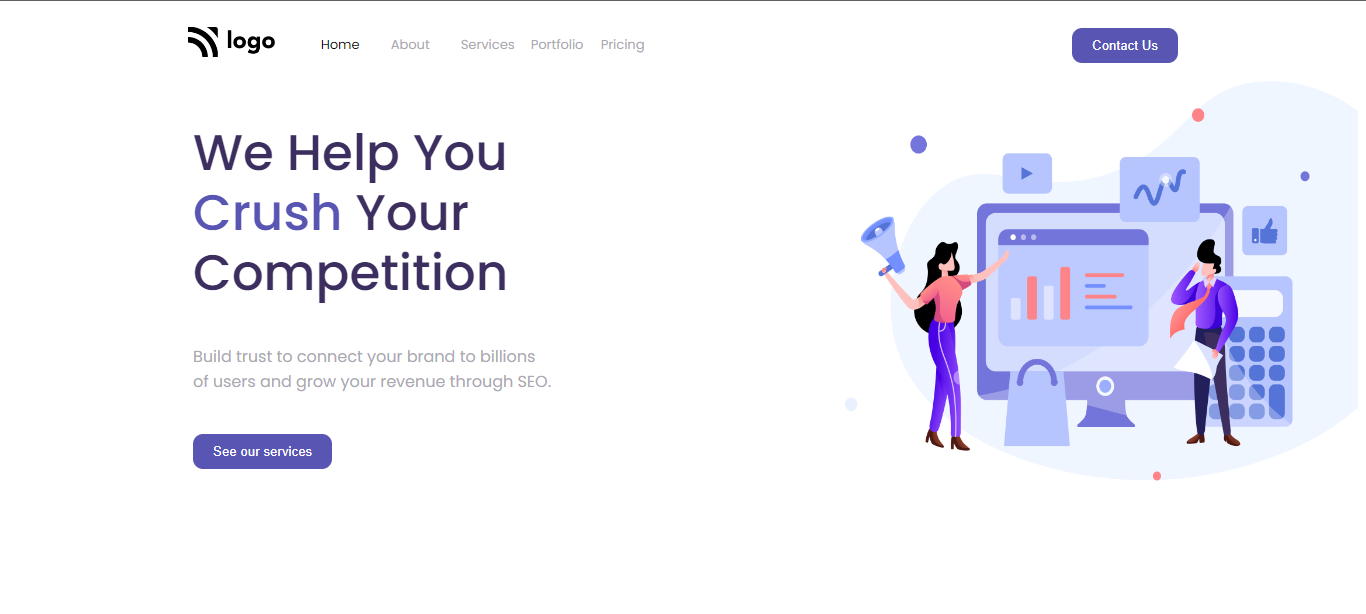 logo Home About Services Portfolio Pricing Contact Us
We Help You
Crush Your
Competition
Build trust to connect your brand to billions
of users and grow your revenue through SEO.
See our services